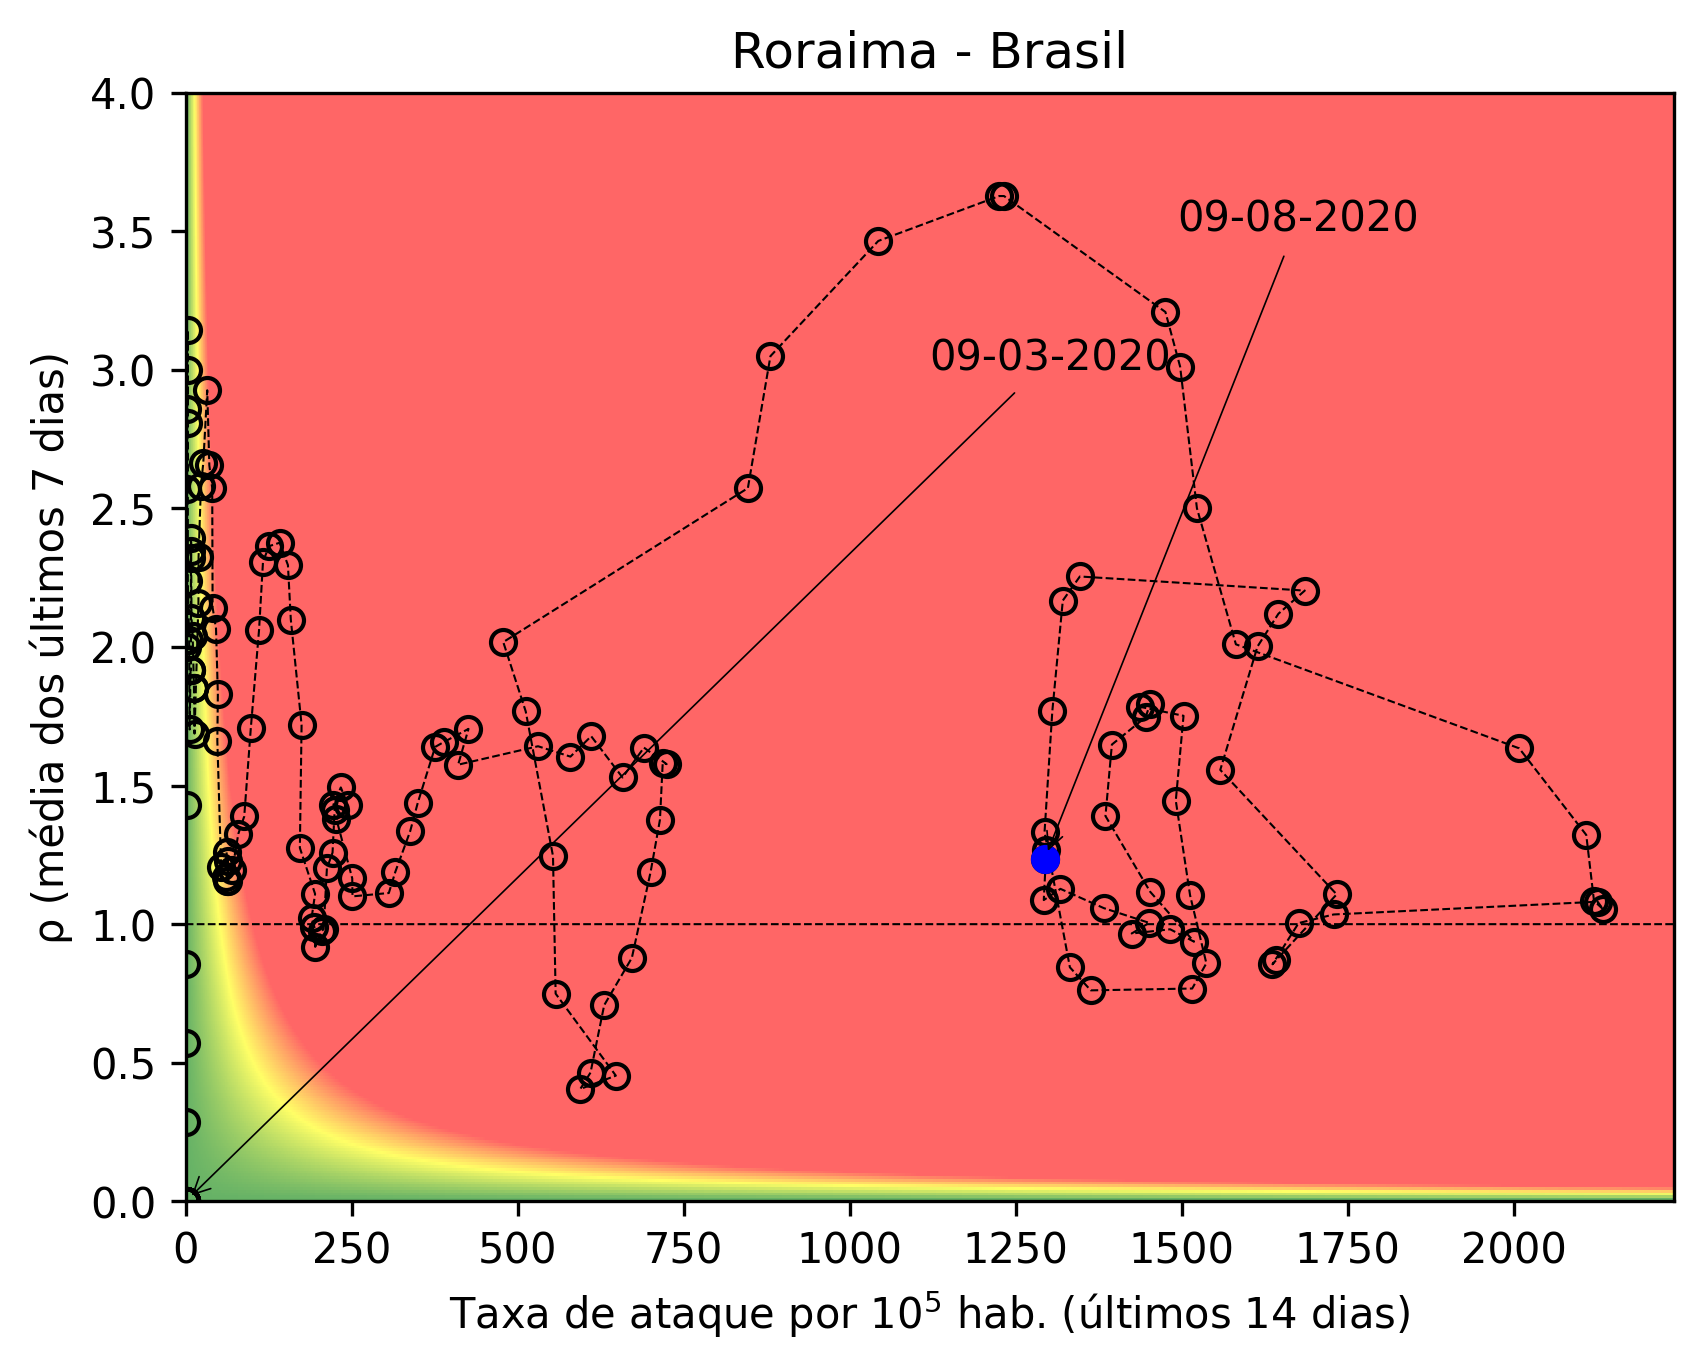 Roraima - Brasil
4.0
3.5
3.0
2.5
2.0
1.5
1.0
0.5
0.0
ρ (média dos últimos 7 dias)
09-08-2020
09-03-2020
0 250 500 750 1000 1250 1500 1750 2000
Taxa de ataque por 10⁵ hab. (últimos 14 dias)